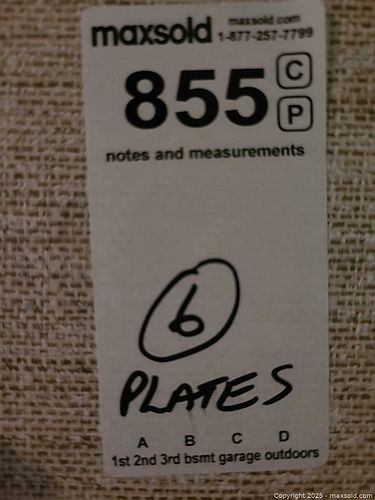 maxsold maxsold.com
1-877-257-7799
855 C
P
notes and measurements
6
PLATES
A B C D
1st 2nd 3rd bsmt garage outdoors
Copyright 2025 - maxsold.com